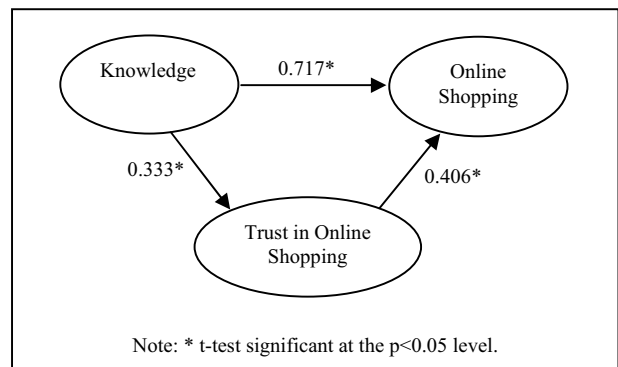 Knowledge
0.717*
Online
Shopping
0.333*
0.406*
Trust in Online
Shopping
Note: * t-test significant at the p<0.05 level.